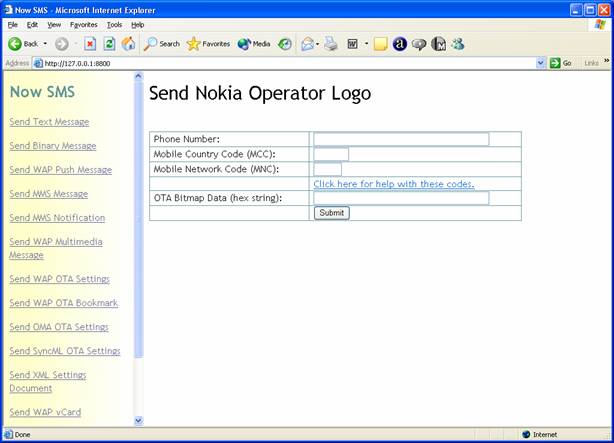 Now SMS - Microsoft Internet Explorer
File Edit View Favorites Tools Help
Back Search Favorites Media
Address http://127.0.0.1:8800 Go Links »
Now SMS
Send Text Message
Send Binary Message
Send WAP Push Message
Send MMS Message
Send MMS Notification
Send WAP Multimedia
Message
Send WAP OTA Settings
Send WAP OTA Bookmark
Send OMA OTA Settings
Send SyncML OTA Settings
Send XML Settings
Document
Send WAP vCard
Send Nokia Operator Logo
Phone Number:
Mobile Country Code (MCC):
Mobile Network Code (MNC):
Click here for help with these codes.
OTA Bitmap Data (hex string):
Submit
Done Internet